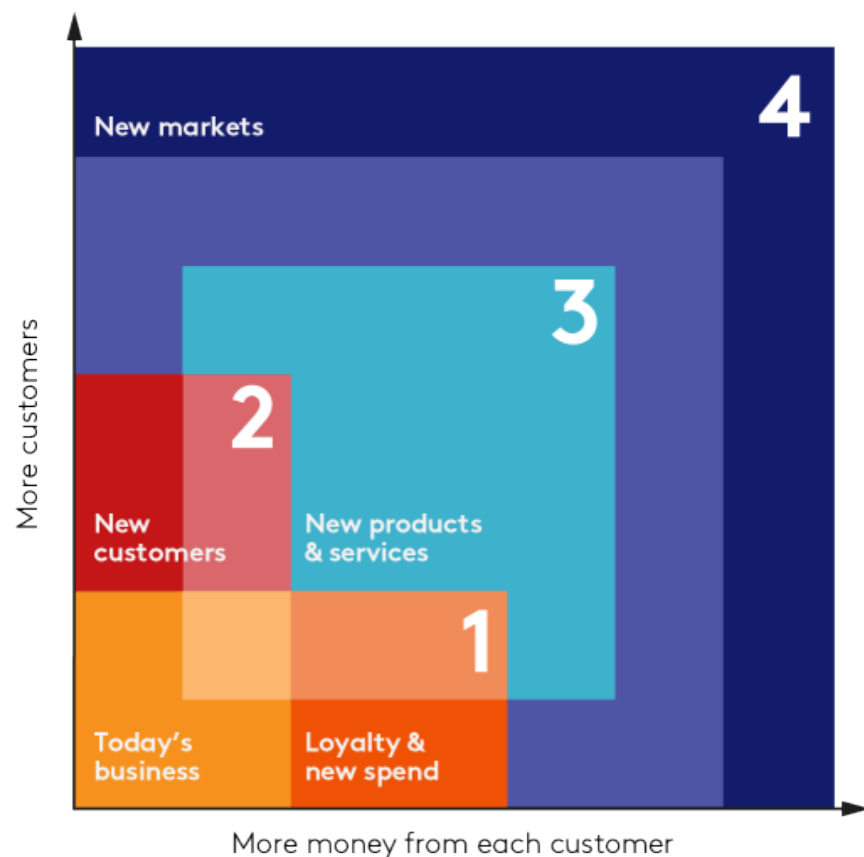 4
New markets
3
2
New
customers
New products
& services
1
Today's
business
Loyalty &
new spend
More customers
More money from each customer